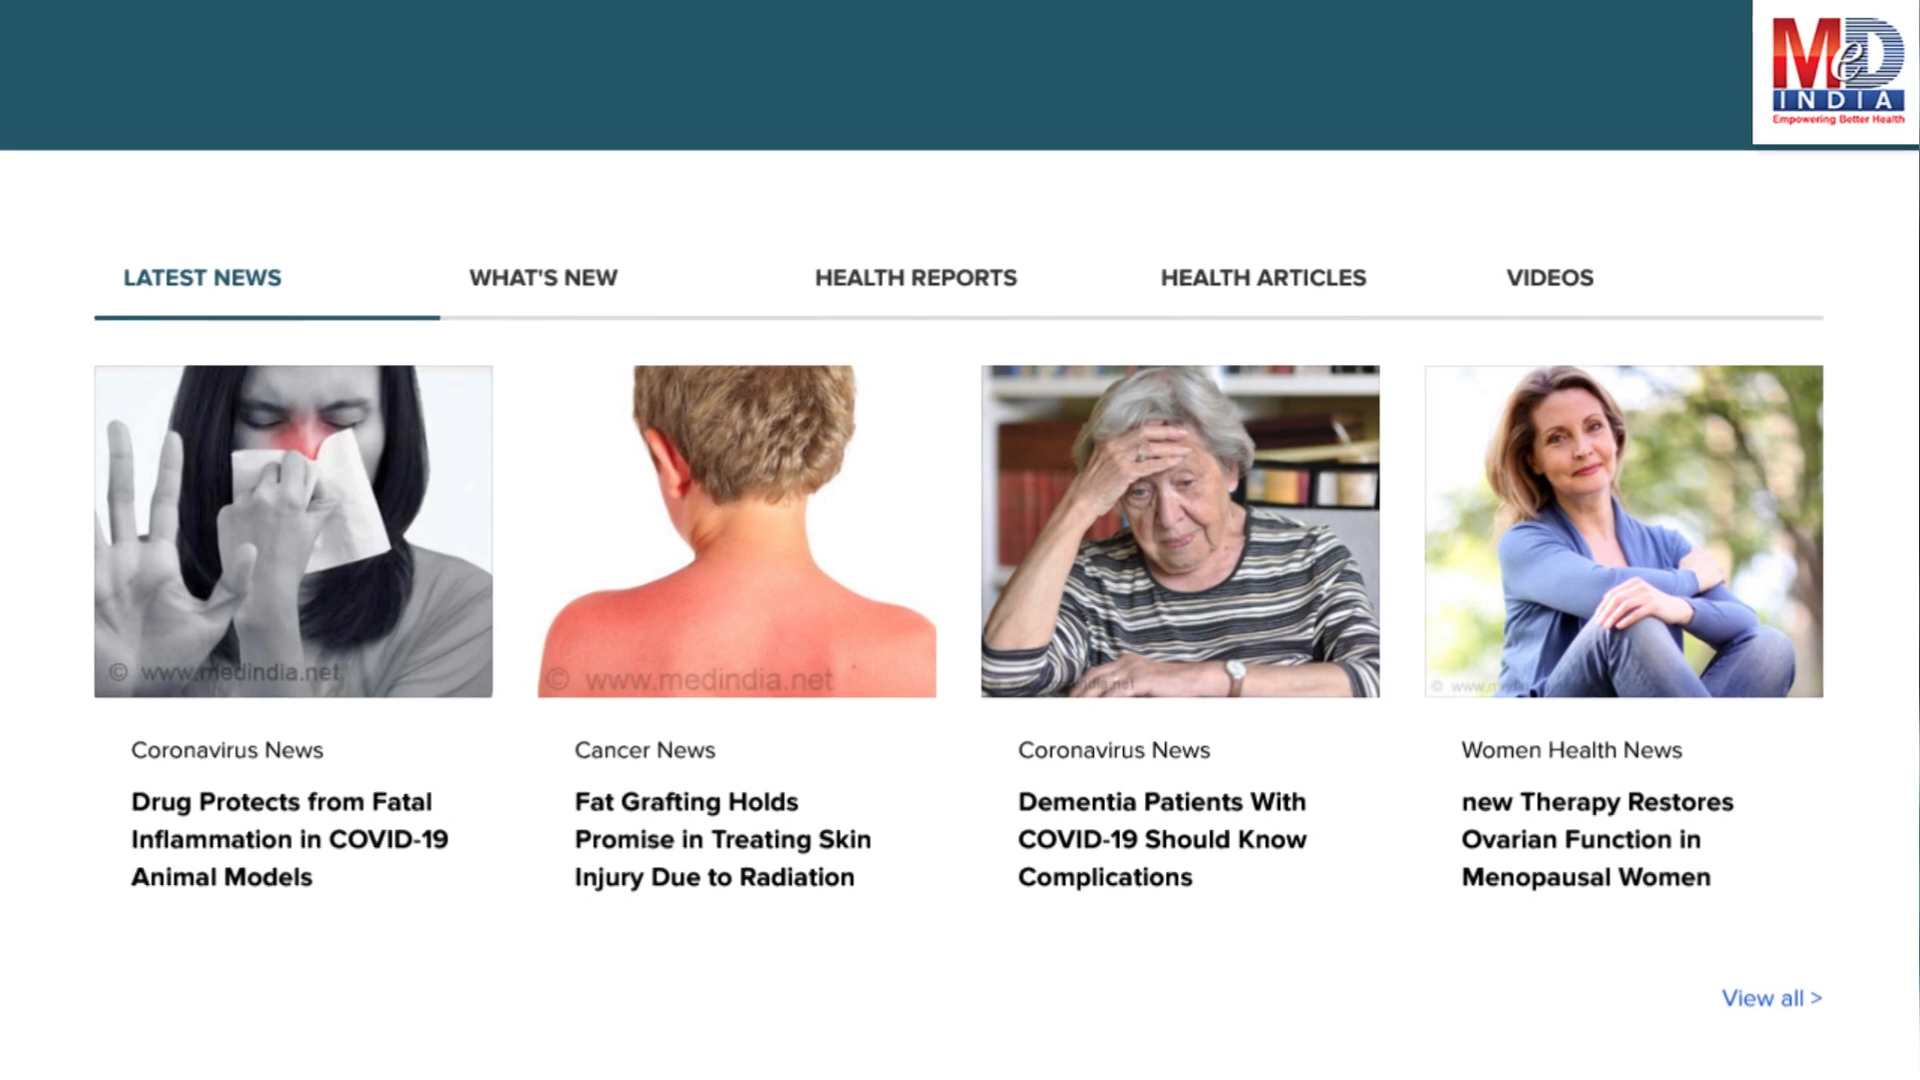 MeD
INDIA
Empowering Better Health
LATEST NEWS
WHAT'S NEW
HEALTH REPORTS
HEALTH ARTICLES
VIDEOS
© www.medindia.net
© www.medindia.net
© www.me
Coronavirus News
Drug Protects from Fatal
Inflammation in COVID-19
Animal Models
Cancer News
Fat Grafting Holds
Promise in Treating Skin
Injury Due to Radiation
Coronavirus News
Dementia Patients With
COVID-19 Should Know
Complications
Women Health News
new Therapy Restores
Ovarian Function in
Menopausal Women
View all >